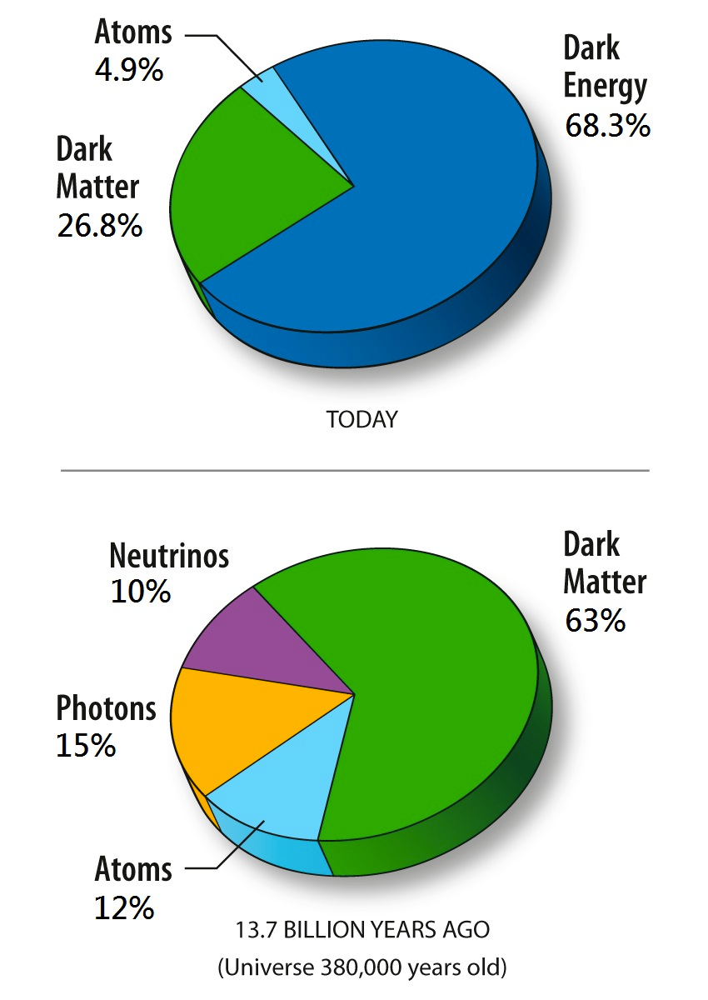 Atoms
4.9%
Dark
Energy
68.3%
Dark
Matter
26.8%
TODAY
Neutrinos
10%
Dark
Matter
63%
Photons
15%
Atoms
12%
13.7 BILLION YEARS AGO
(Universe 380,000 years old)